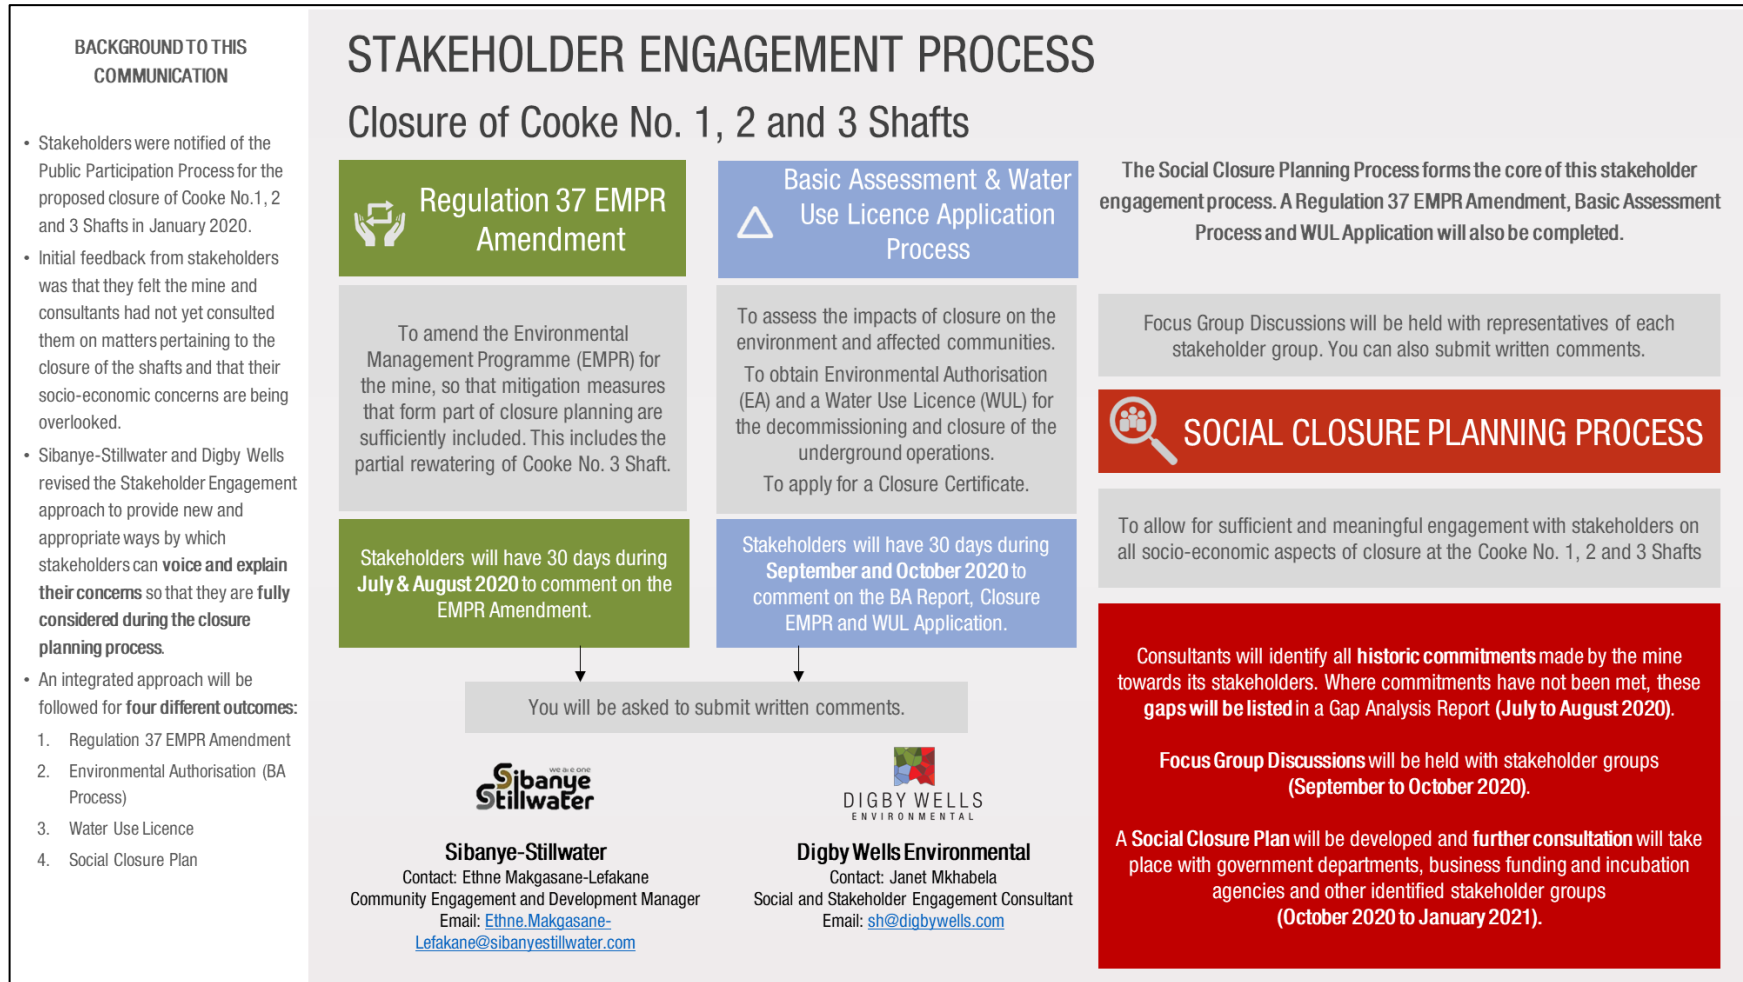 BACKGROUND TO THIS
COMMUNICATION
• Stakeholders were notified of the
Public Participation Process for the
proposed closure of Cooke No.1, 2
and 3 Shafts in January 2020.
• Initial feedback from stakeholders
was that they felt the mine and
consultants had not yet consulted
them on matters pertaining to the
closure of the shafts and that their
socio-economic concerns are being
overlooked.
• Sibanye-Stillwater and Digby Wells
revised the Stakeholder Engagement
approach to provide new and
appropriate ways by which
stakeholders can voice and explain
their concerns so that they are fully
considered during the closure
planning process.
• An integrated approach will be
followed for four different outcomes:
1. Regulation 37 EMPR Amendment
2. Environmental Authorisation (BA
Process)
3. Water Use Licence
4. Social Closure Plan
STAKEHOLDER ENGAGEMENT PROCESS
Closure of Cooke No. 1, 2 and 3 Shafts
Regulation 37 EMPR
Amendment
To amend the Environmental
Management Programme (EMPR) for
the mine, so that mitigation measures
that form part of closure planning are
sufficiently included. This includes the
partial rewatering of Cooke No. 3 Shaft.
Stakeholders will have 30 days during
July & August 2020 to comment on the
EMPR Amendment.
Basic Assessment & Water
Use Licence Application
Process
To assess the impacts of closure on the
environment and affected communities.
To obtain Environmental Authorisation
(EA) and a Water Use Licence (WUL) for
the decommissioning and closure of the
underground operations.
To apply for a Closure Certificate.
Stakeholders will have 30 days during
September and October 2020 to
comment on the BA Report, Closure
EMPR and WUL Application.
You will be asked to submit written comments.
we are one
Sibanye
Stillwater
Sibanye-Stillwater
Contact: Ethne Makgasane-Lefakane
Community Engagement and Development Manager
Email: Ethne.Makgasane-
Lefakane@sibanyestillwater.com
DIGBY WELLS
ENVIRONMENTAL
Digby Wells Environmental
Contact: Janet Mkhabela
Social and Stakeholder Engagement Consultant
Email: sh@digbywells.com
The Social Closure Planning Process forms the core of this stakeholder
engagement process. A Regulation 37 EMPR Amendment, Basic Assessment
Process and WUL Application will also be completed.
Focus Group Discussions will be held with representatives of each
stakeholder group. You can also submit written comments.
SOCIAL CLOSURE PLANNING PROCESS
To allow for sufficient and meaningful engagement with stakeholders on
all socio-economic aspects of closure at the Cooke No. 1, 2 and 3 Shafts
Consultants will identify all historic commitments made by the mine
towards its stakeholders. Where commitments have not been met, these
gaps will be listed in a Gap Analysis Report (July to August 2020).
Focus Group Discussions will be held with stakeholder groups
(September to October 2020).
A Social Closure Plan will be developed and further consultation will take
place with government departments, business funding and incubation
agencies and other identified stakeholder groups
(October 2020 to January 2021).